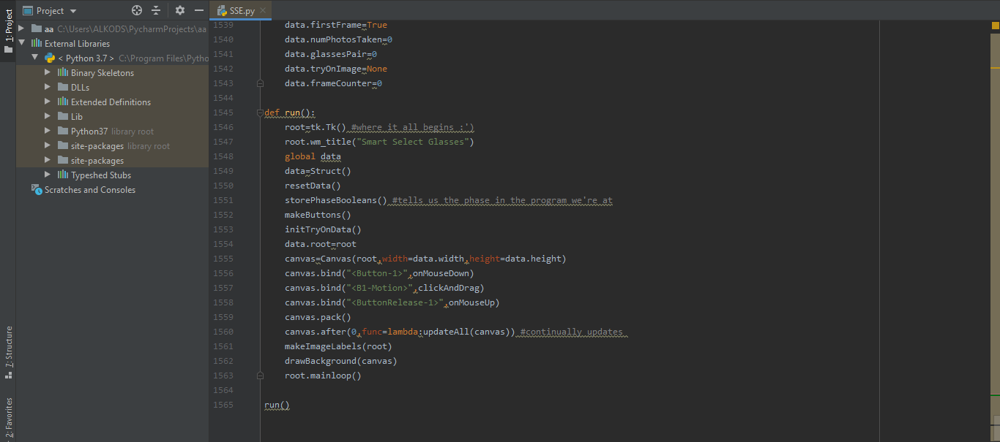 1: Project
Project
SSE.py
aa C:\Users\ALKODS\PycharmProjects\aa
External Libraries
< Python 3.7 > C:\Program Files\Pytho
Binary Skeletons
DLLs
Extended Definitions
Lib
Python37 library root
site-packages library root
site-packages
Typeshed Stubs
Scratches and Consoles
7: Structure
2: Favorites
1539 data.firstFrame=True
1540 data.numPhotosTaken=0
1541 data.glassesPair=0
1542 data.tryOnImage=None
1543 data.frameCounter=0
1544
1545 def run():
1546 root=tk.Tk() #where it all begins :')
1547 root.wm_title("Smart Select Glasses")
1548 global data
1549 data=Struct()
1550 resetData()
1551 storePhaseBooleans() #tells us the phase in the program we're at
1552 makeButtons()
1553 initTryOnData()
1554 data.root=root
1555 canvas=Canvas(root,width=data.width,height=data.height)
1556 canvas.bind("<Button-1>",onMouseDown)
1557 canvas.bind("<B1-Motion>",clickAndDrag)
1558 canvas.bind("<ButtonRelease-1>",onMouseUp)
1559 canvas.pack()
1560 canvas.after(0,func=lambda:updateAll(canvas)) #continually updates
1561 makeImageLabels(root)
1562 drawBackground(canvas)
1563 root.mainloop()
1564
1565 run()